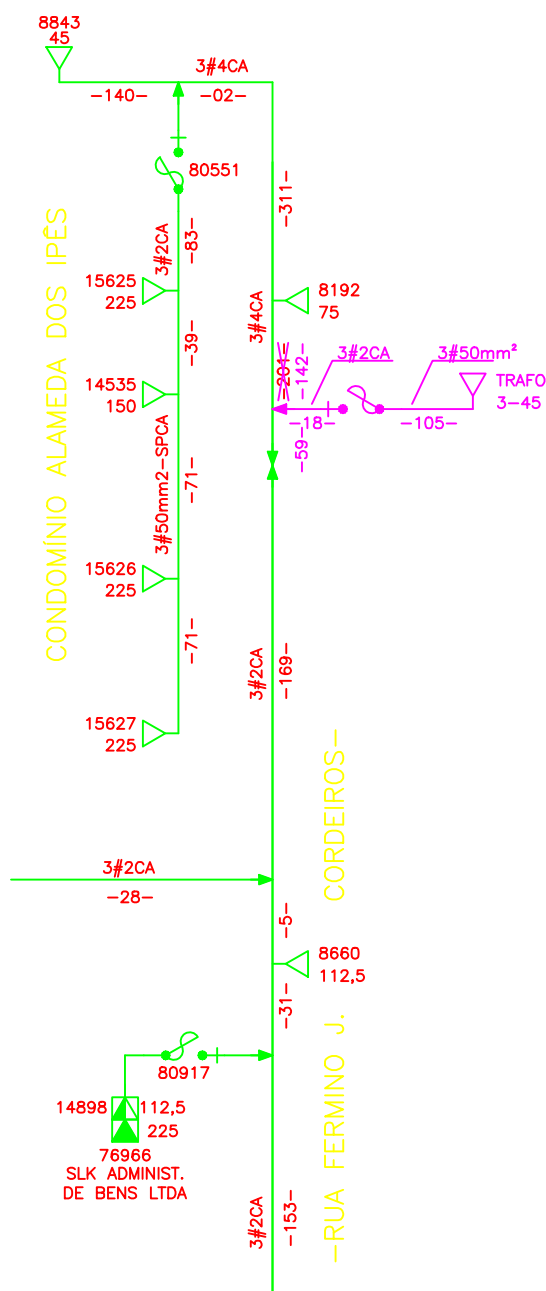 8843
45
3#4CA
-140-
-02-
80551
-311-
3#2CA
-83-
CONDOMÍNIO ALAMEDA DOS IPÊS
15625
225
8192
75
3#4CA
-39-
-201-
-142-
3#2CA
3#50mm²
TRAFO
3-45
14535
150
-18-
-105-
-59-
3#50mm2-SPCA
-71-
15626
225
-71-
3#2CA
-169-
15627
225
CORDEIROS-
3#2CA
-28-
-5-
8660
112,5
-31-
-RUA FERMINO J.
80917
14898
112,5
225
76966
SLK ADMINIST.
DE BENS LTDA
3#2CA
-153-